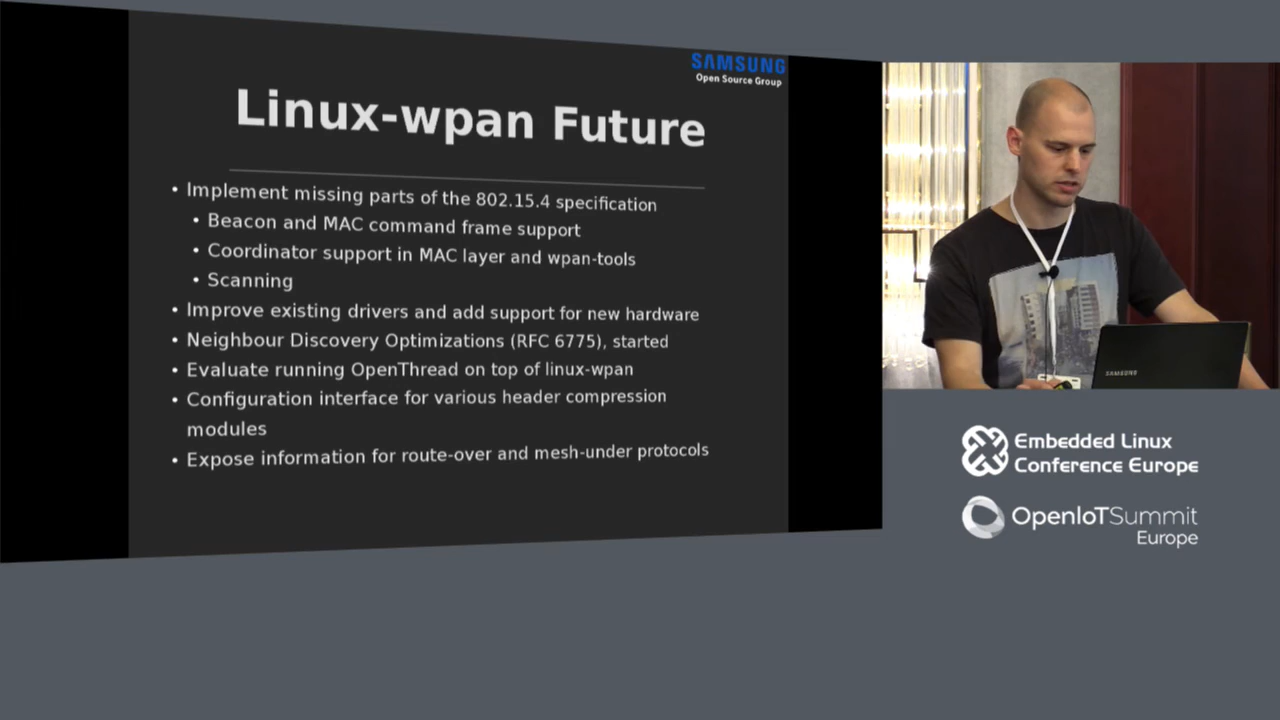 SAMSUNG
Open Source Group
Linux-wpan Future
• Implement missing parts of the 802.15.4 specification
• Beacon and MAC command frame support
• Coordinator support in MAC layer and wpan-tools
• Scanning
• Improve existing drivers and add support for new hardware
• Neighbour Discovery Optimizations (RFC 6775), started
• Evaluate running OpenThread on top of linux-wpan
• Configuration interface for various header compression
modules
• Expose information for route-over and mesh-under protocols
SAMSUNG
Embedded Linux
Conference Europe
OpenIoTSummit
Europe